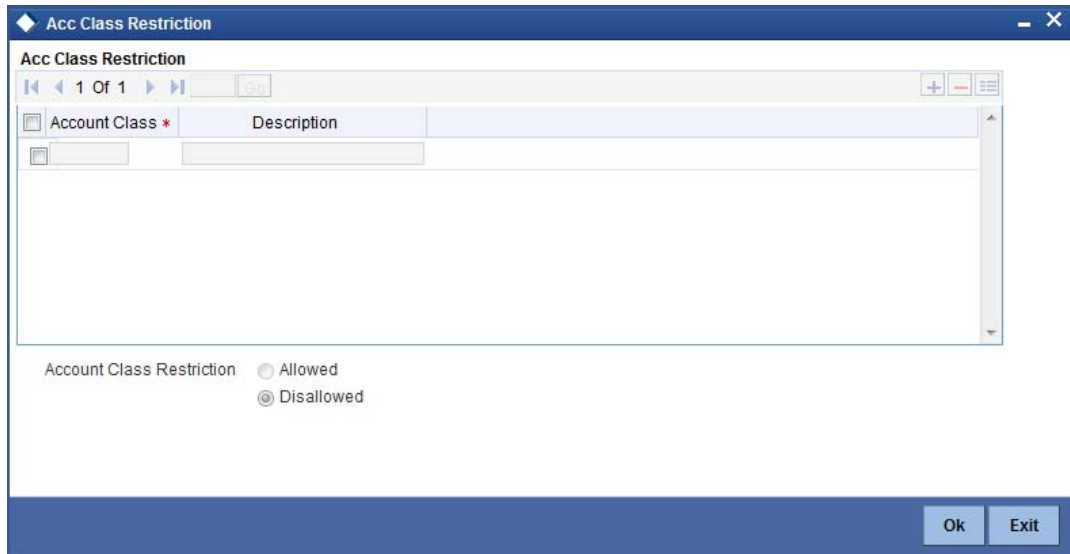 Acc Class Restriction
Acc Class Restriction
1 Of 1 Go
Account Class * Description
Account Class Restriction Allowed
Disallowed
Ok Exit